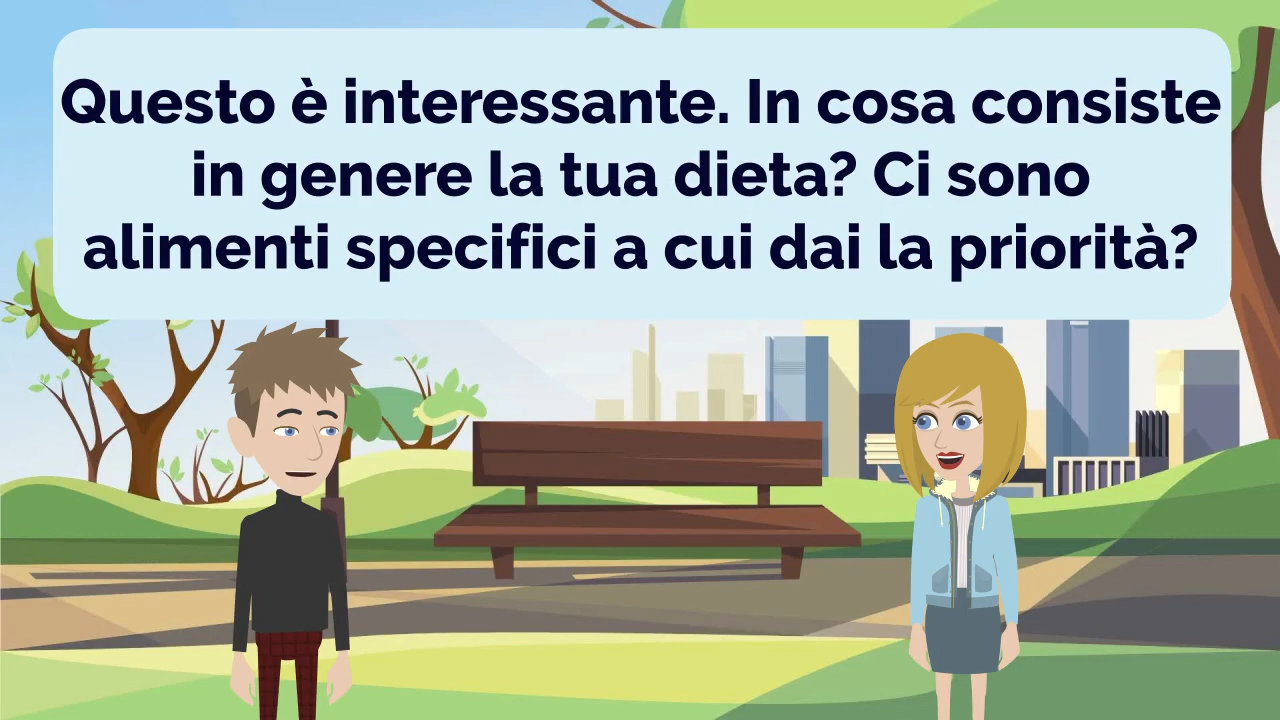 Questo è interessante. In cosa consiste
in genere la tua dieta? Ci sono
alimenti specifici a cui dai la priorità?